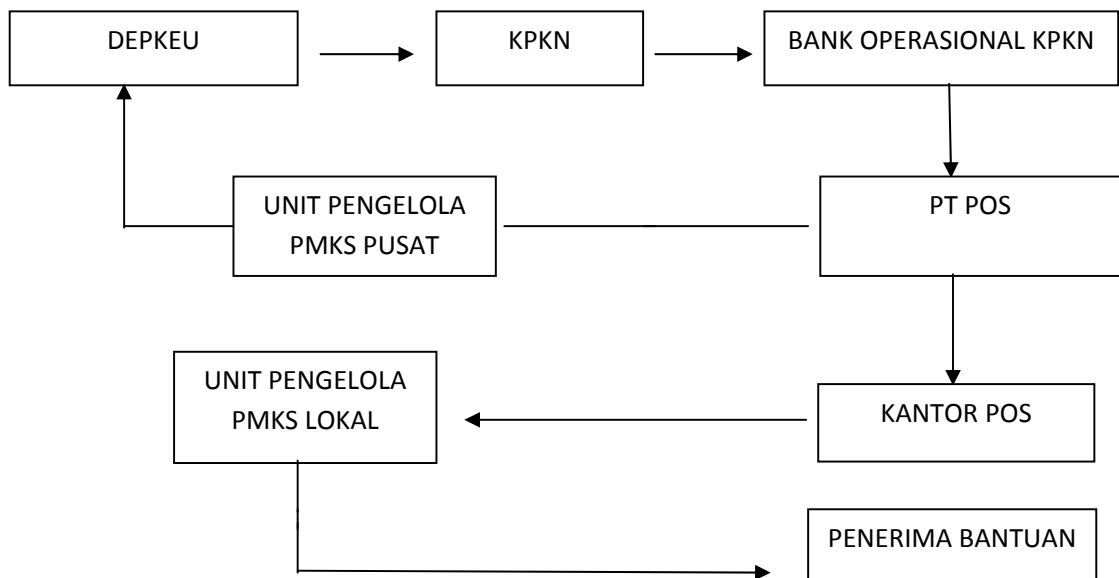 DEPKEU
KPKN
BANK OPERASIONAL KPKN
UNIT PENGELOLA
PMKS PUSAT
PT POS
UNIT PENGELOLA
PMKS LOKAL
KANTOR POS
PENERIMA BANTUAN